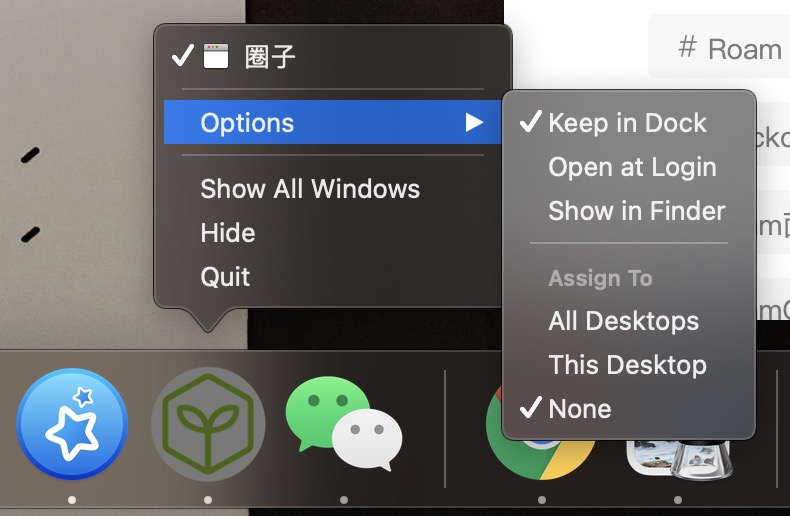 圈子
Options
Show All Windows
Hide
Quit
Keep in Dock
Open at Login
Show in Finder
Assign To
All Desktops
This Desktop
None
# Roam